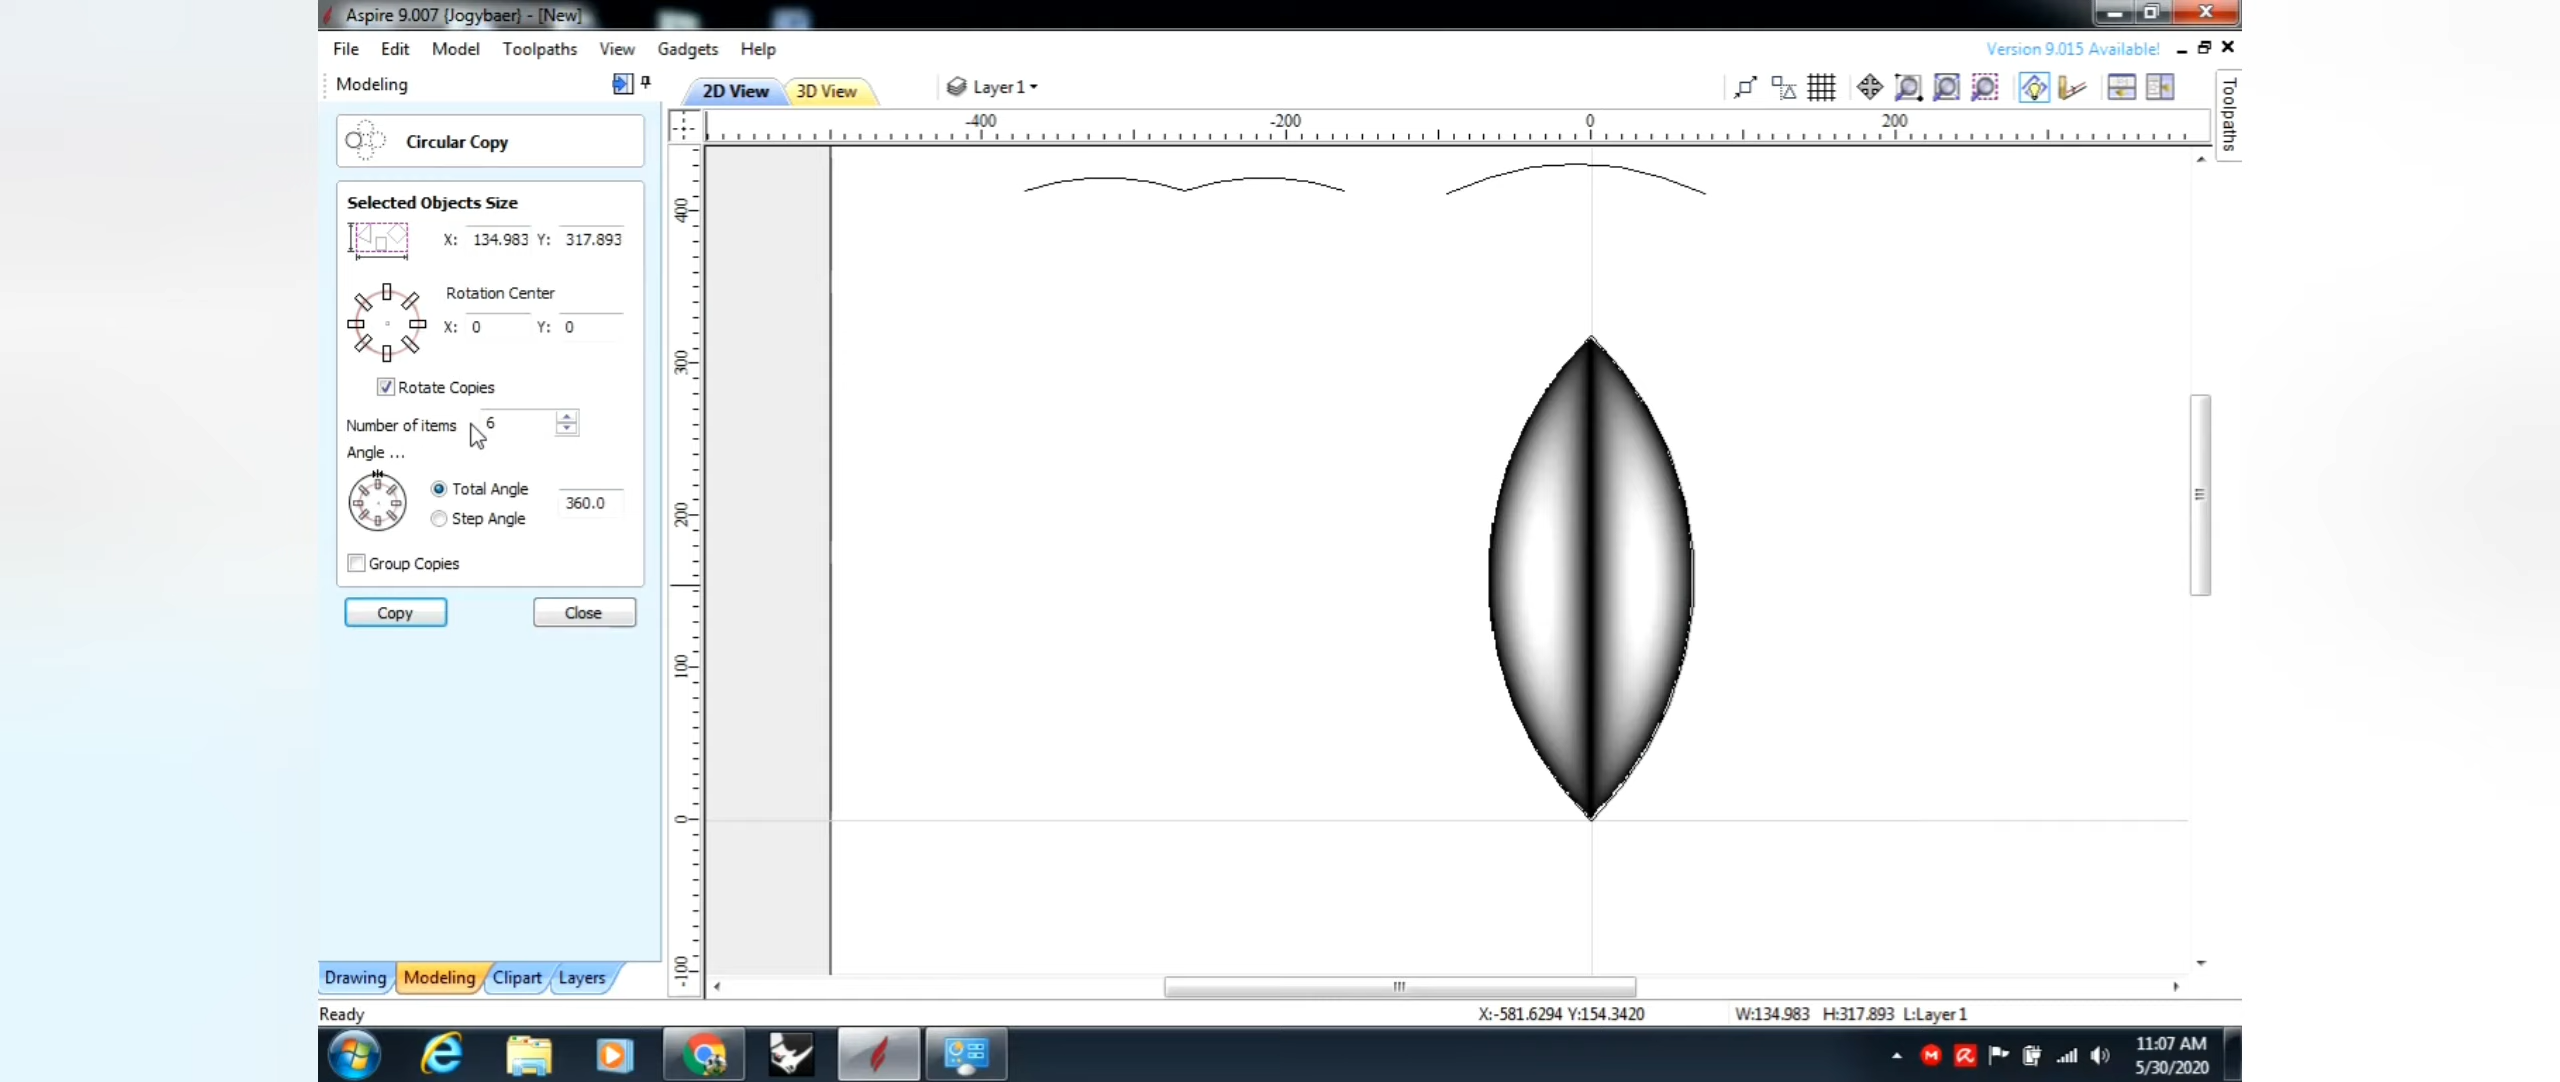 Aspire 9.007 {Jogybaer} - [New]
File Edit Model Toolpaths View Gadgets Help
Version 9.015 Available!
Modeling
2D View 3D View Layer1
Toolpaths
-400 -200 0 200
Circular Copy
Selected Objects Size
X: 134.983 Y: 317.893
Rotation Center
X: 0 Y: 0
Rotate Copies
Number of items 6
Angle ...
Total Angle
360.0
Step Angle
Group Copies
Copy Close
400
300
200
100
0
-100
Drawing Modeling Clipart Layers
Ready
X:-581.6294 Y:154.3420 W:134.983 H:317.893 L:Layer1
11:07 AM
5/30/2020